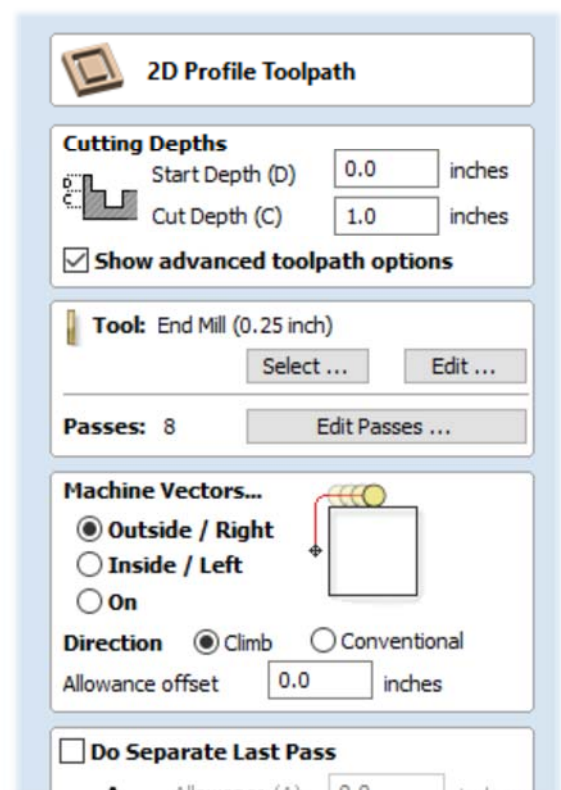 2D Profile Toolpath
Cutting Depths
D
Start Depth (D) 0.0 inches
C
Cut Depth (C) 1.0 inches
Show advanced toolpath options
Tool: End Mill (0.25 inch)
Select ... Edit ...
Passes: 8 Edit Passes ...
Machine Vectors...
Outside / Right
Inside / Left
On
Direction Climb Conventional
Allowance offset 0.0 inches
Do Separate Last Pass